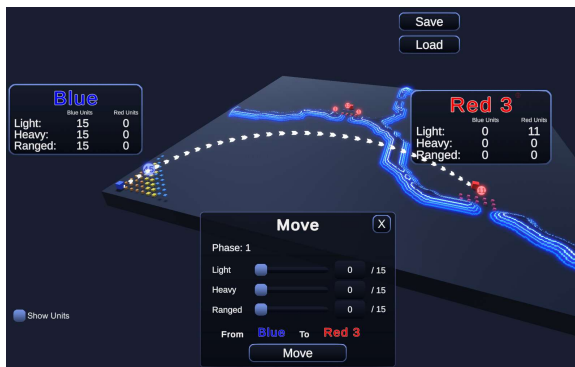 Save
Load
Blue
Blue Units Red Units
Light: 15 0
Heavy: 15 0
Ranged: 15 0
Red 3
Blue Units Red Units
Light: 0 11
Heavy: 0 0
Ranged: 0 0
Move
X
Phase: 1
Light 0 / 15
Heavy 0 / 15
Ranged 0 / 15
From Blue To Red 3
Move
Show Units